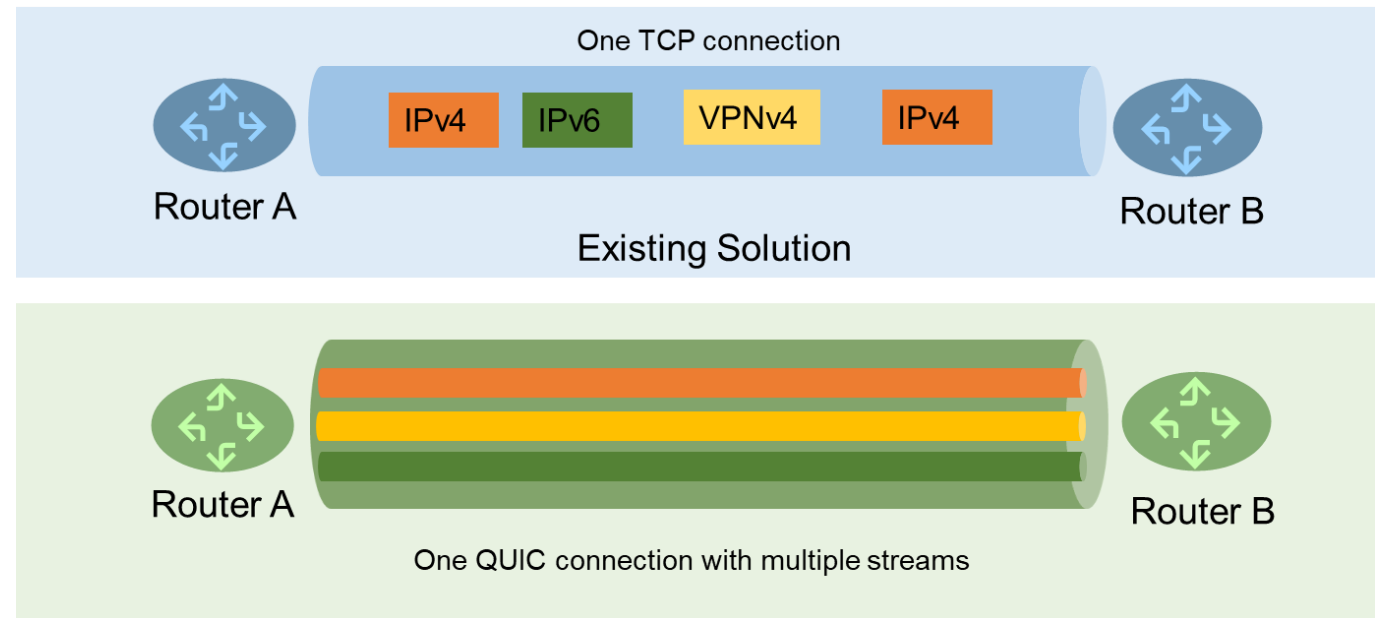 One TCP connection
IPv4 IPv6 VPNv4 IPv4
Router A
Router B
Existing Solution
Router A
Router B
One QUIC connection with multiple streams